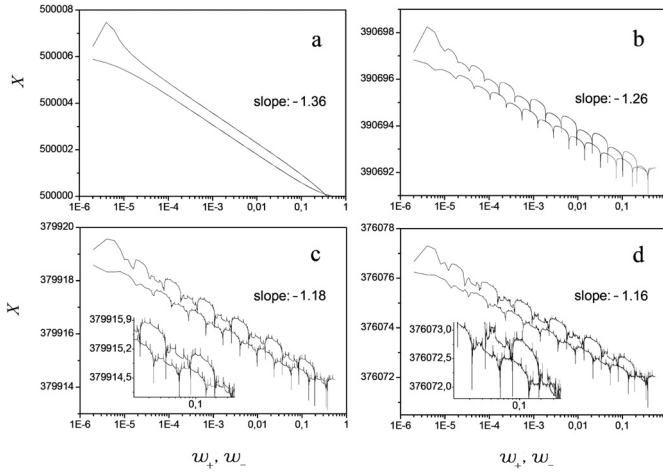 500008
500006
500004
500002
500000
X
a
slope: -1.36
1E-6 1E-5 1E-4 1E-3 0,01 0,1 1
390698
390696
390694
390692
b
slope: -1.26
1E-6 1E-5 1E-4 1E-3 0,01 0,1
379920
379918
379916
379914
X
c
slope: -1.18
379915,9
379915,2
379914,5
0,1
1E-6 1E-5 1E-4 1E-3 0,01 0,1 1
w+, w−
376078
376076
376074
376072
d
slope: -1.16
376073,0
376072,5
376072,0
0,1
1E-6 1E-5 1E-4 1E-3 0,01 0,1
w+, w−